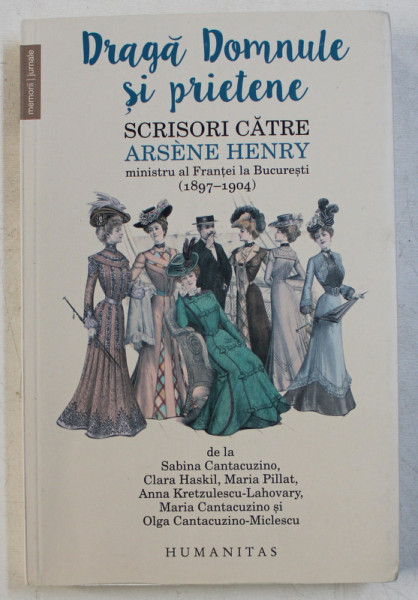 memorii | jurnale
Dragă Domnule
și prietene
SCRISORI CĂTRE
ARSÈNE HENRY
ministru al Franței la București
(1897–1904)
de la
Sabina Cantacuzino,
Clara Haskil, Maria Pillat,
Anna Kretzulescu-Lahovary,
Maria Cantacuzino și
Olga Cantacuzino-Miclescu
HUMANITAS